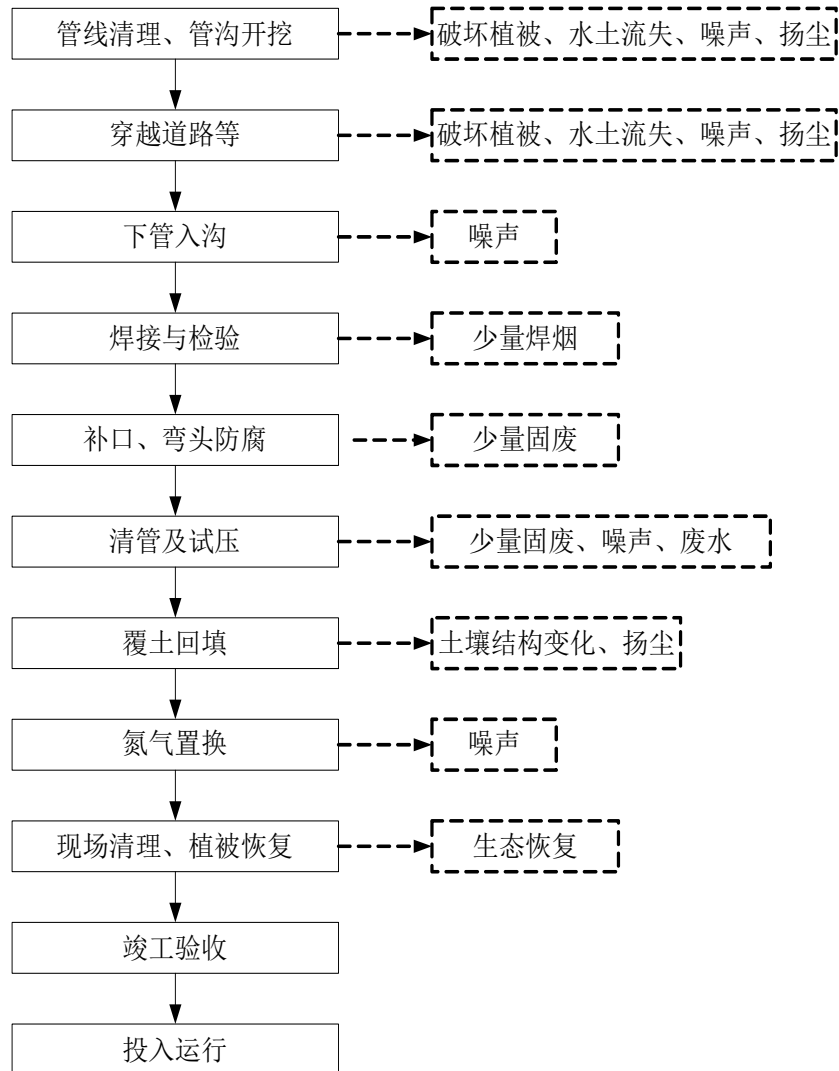 管线清理、管沟开挖
破坏植被、水土流失、噪声、扬尘
穿越道路等
破坏植被、水土流失、噪声、扬尘
下管入沟
噪声
焊接与检验
少量焊烟
补口、弯头防腐
少量固废
清管及试压
少量固废、噪声、废水
覆土回填
土壤结构变化、扬尘
氮气置换
噪声
现场清理、植被恢复
生态恢复
竣工验收
投入运行